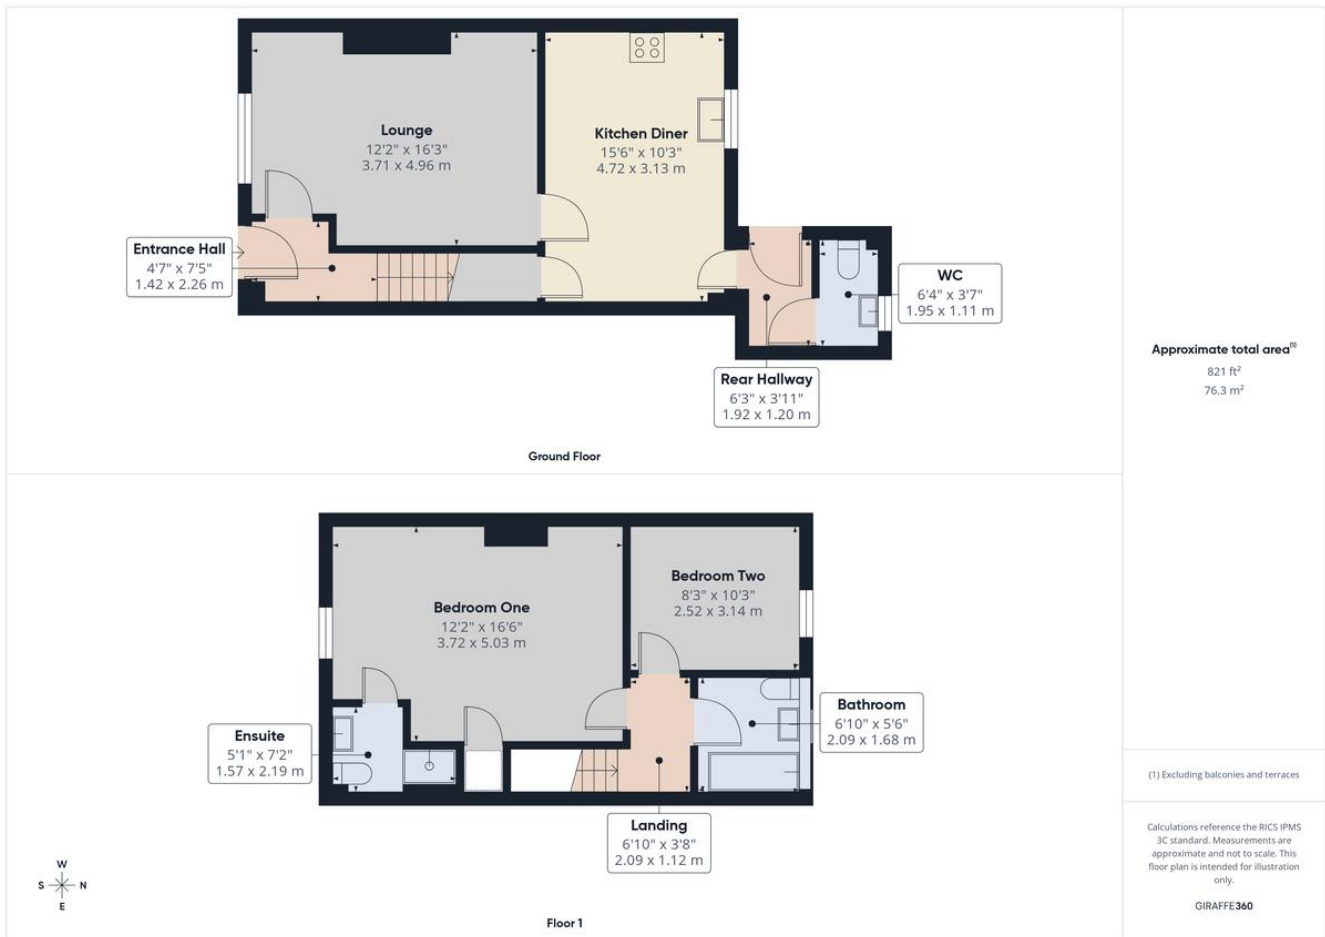 Lounge
12'2" x 16'3"
3.71 x 4.96 m
Kitchen Diner
15'6" x 10'3"
4.72 x 3.13 m
Entrance Hall
4'7" x 7'5"
1.42 x 2.26 m
WC
6'4" x 3'7"
1.95 x 1.11 m
Rear Hallway
6'3" x 3'11"
1.92 x 1.20 m
Ground Floor
Bedroom One
12'2" x 16'6"
3.72 x 5.03 m
Bedroom Two
8'3" x 10'3"
2.52 x 3.14 m
Ensuite
5'1" x 7'2"
1.57 x 2.19 m
Bathroom
6'10" x 5'6"
2.09 x 1.68 m
Landing
6'10" x 3'8"
2.09 x 1.12 m
W
S N
E
Floor 1
Approximate total area(1)
821 ft²
76.3 m²
(1) Excluding balconies and terraces
Calculations reference the RICS IPMS
3C standard. Measurements are
approximate and not to scale. This
floor plan is intended for illustration
only.
GIRAFFE360